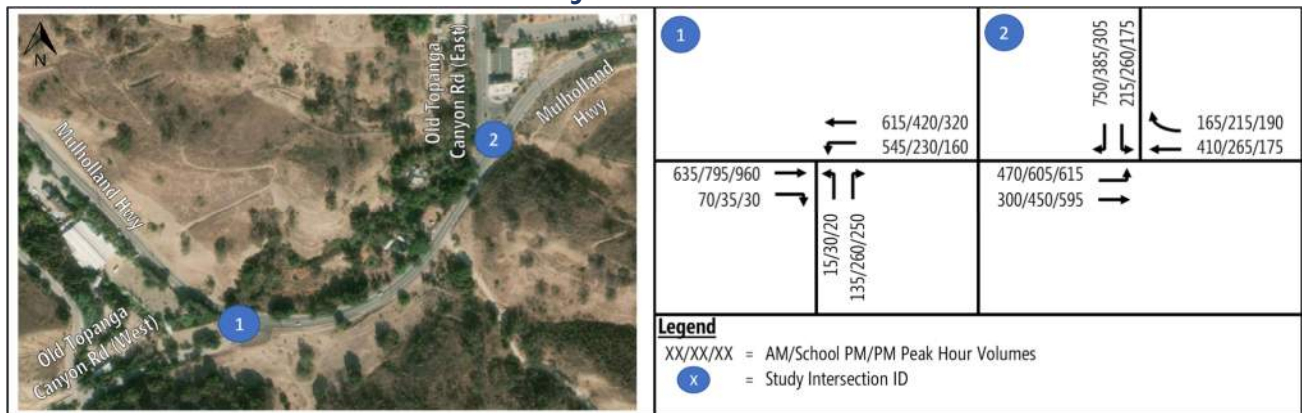 N
Mulholland Hwy
Old Topanga
Canyon Rd (West)
1
Old Topanga
Canyon Rd (East)
2
Mulholland
Hwy
1
615/420/320
545/230/160
635/795/960
70/35/30
15/30/20
135/260/250
2
750/385/305
215/260/175
165/215/190
410/265/175
470/605/615
300/450/595
Legend
XX/XX/XX = AM/School PM/PM Peak Hour Volumes
X = Study Intersection ID